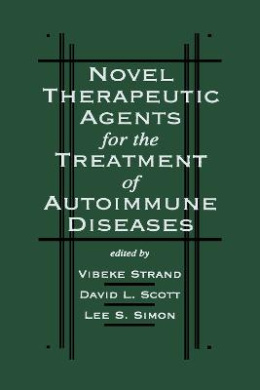 NOVEL
THERAPEUTIC
AGENTS
for the
TREATMENT
of
AUTOIMMUNE
DISEASES
edited by
VIBEKE STRAND
DAVID L. SCOTT
LEE S. SIMON